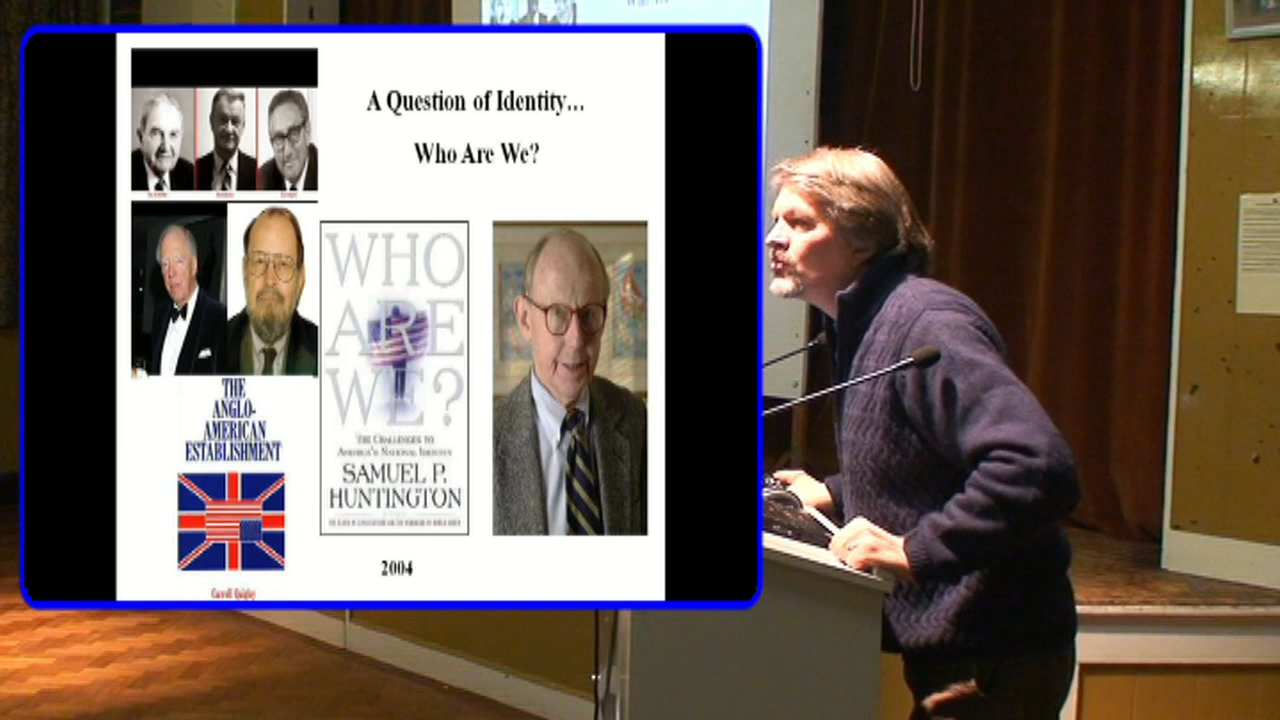 A Question of Identity...
Who Are We?
THE
ANGLO-
AMERICAN
ESTABLISHMENT
Carroll Quigley
WHO
ARE
WE?
THE CHALLENGES TO
AMERICA'S NATIONAL IDENTITY
SAMUEL P.
HUNTINGTON
2004